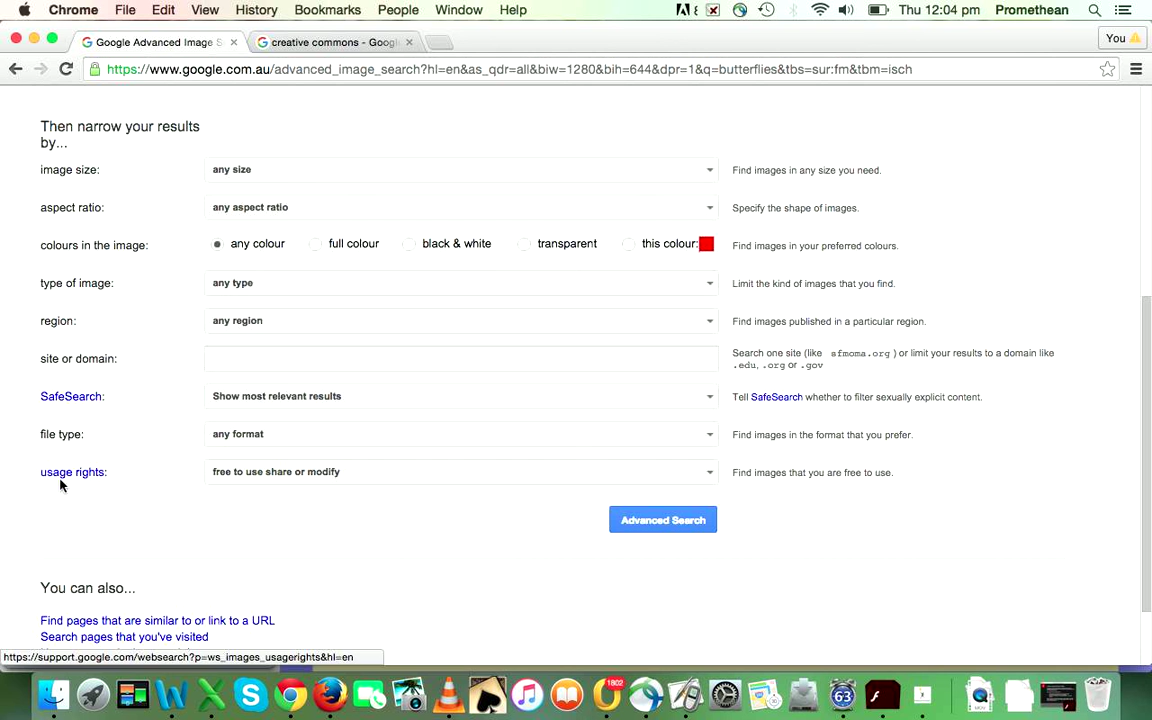 Chrome File Edit View History Bookmarks People Window Help Thu 12:04 pm Promethean
Google Advanced Image S creative commons - Googl You
https://www.google.com.au/advanced_image_search?hl=en&as_qdr=all&biw=1280&bih=644&dpr=1&q=butterflies&tbs=sur:fm&tbm=isch
Then narrow your results
by...
image size: any size Find images in any size you need.
aspect ratio: any aspect ratio Specify the shape of images.
colours in the image: any colour full colour black & white transparent this colour: Find images in your preferred colours.
type of image: any type Limit the kind of images that you find.
region: any region Find images published in a particular region.
site or domain: Search one site (like sfmoma.org ) or limit your results to a domain like
.edu, .org or .gov
SafeSearch: Show most relevant results Tell SafeSearch whether to filter sexually explicit content.
file type: any format Find images in the format that you prefer.
usage rights: free to use share or modify Find images that you are free to use.
Advanced Search
You can also...
Find pages that are similar to or link to a URL
Search pages that you've visited
https://support.google.com/websearch?p=ws_images_usagerights&hl=en
1802
63